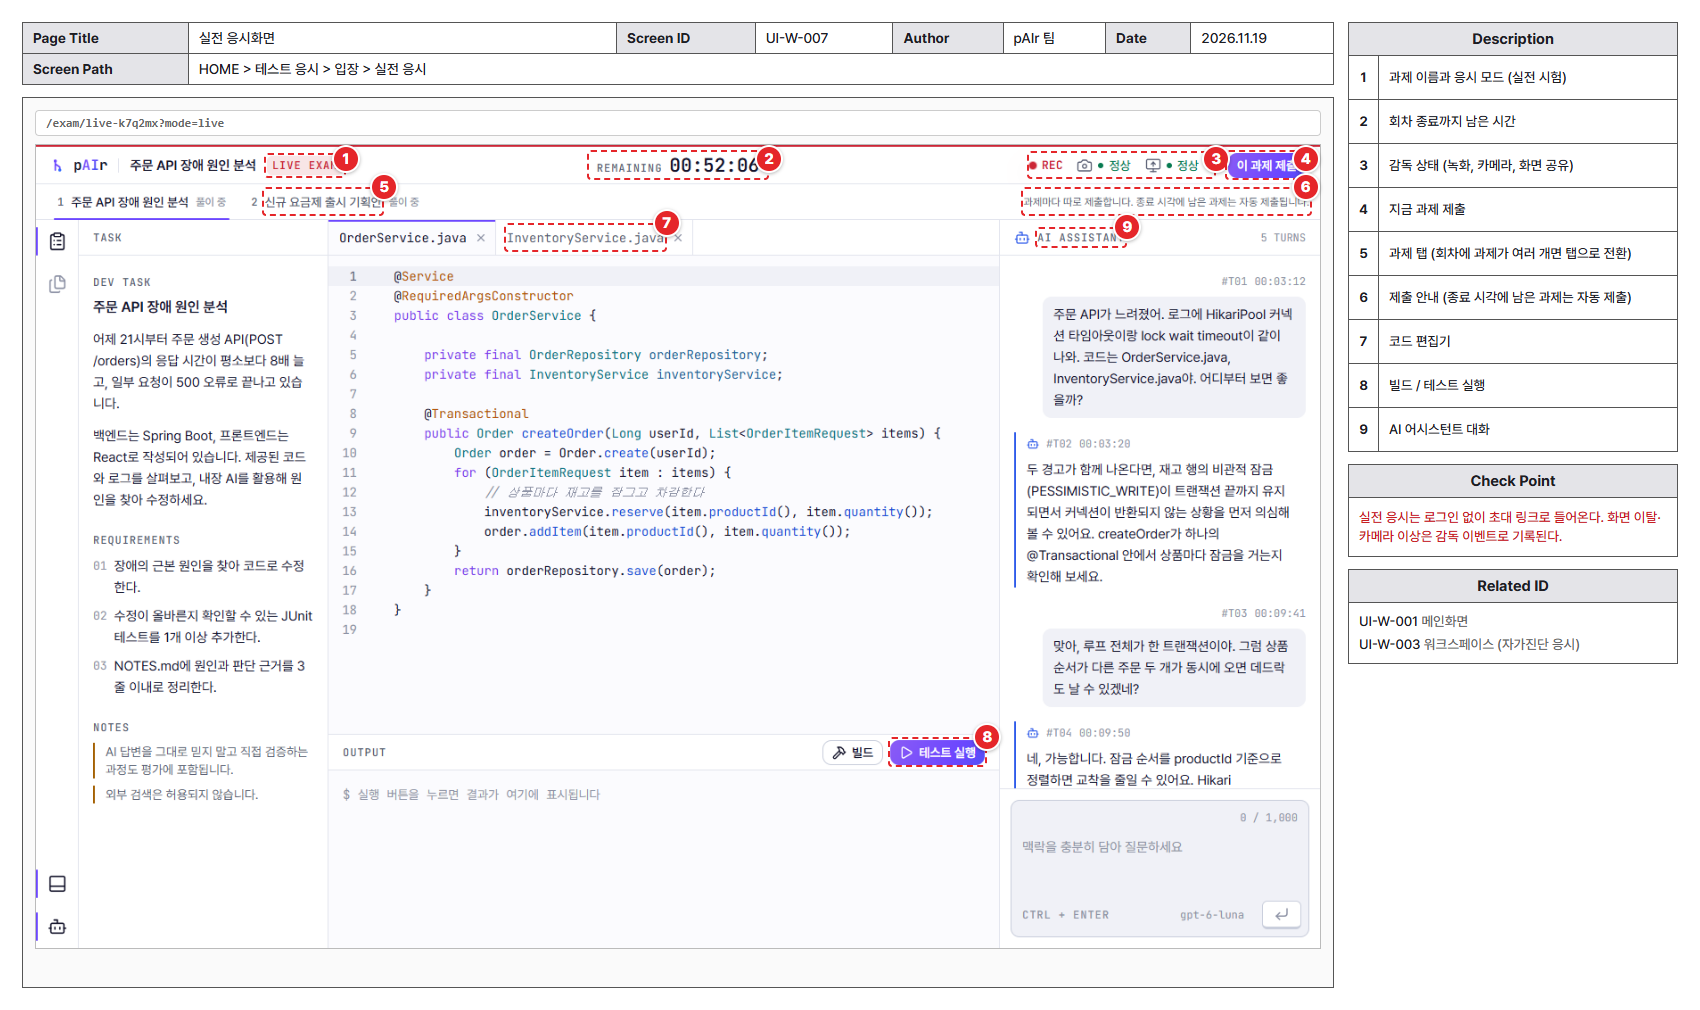 Page Title 실전 응시화면 Screen ID UI-W-007 Author pAIr 팀 Date 2026.11.19
Screen Path HOME > 테스트 응시 > 입장 > 실전 응시
/exam/live-k7q2mx?mode=live
pAIr 주문 API 장애 원인 분석 LIVE EXAM 1 REMAINING 00:52:06 2 REC 정상 정상 3 이 과제 제출 4
1 주문 API 장애 원인 분석 풀이 중 2 신규 요금제 출시 기획안 풀이 중 5 과제마다 따로 제출합니다. 종료 시각에 남은 과제는 자동 제출됩니다. 6
TASK
DEV TASK
주문 API 장애 원인 분석
어제 21시부터 주문 생성 API(POST
/orders)의 응답 시간이 평소보다 8배 늘
고, 일부 요청이 500 오류로 끝나고 있습
니다.
백엔드는 Spring Boot, 프론트엔드는
React로 작성되어 있습니다. 제공된 코드
와 로그를 살펴보고, 내장 AI를 활용해 원
인을 찾아 수정하세요.
REQUIREMENTS
01 장애의 근본 원인을 찾아 코드로 수정
한다.
02 수정이 올바른지 확인할 수 있는 JUnit
테스트를 1개 이상 추가한다.
03 NOTES.md에 원인과 판단 근거를 3
줄 이내로 정리한다.
NOTES
AI 답변을 그대로 믿지 말고 직접 검증하는
과정도 평가에 포함됩니다.
외부 검색은 허용되지 않습니다.
OrderService.java × InventoryService.java × 7
1 @Service
2 @RequiredArgsConstructor
3 public class OrderService {
4
5 private final OrderRepository orderRepository;
6 private final InventoryService inventoryService;
7
8 @Transactional
9 public Order createOrder(Long userId, List<OrderItemRequest> items) {
10 Order order = Order.create(userId);
11 for (OrderItemRequest item : items) {
12 // 상품마다 재고를 잠그고 차감한다
13 inventoryService.reserve(item.productId(), item.quantity());
14 order.addItem(item.productId(), item.quantity());
15 }
16 return orderRepository.save(order);
17 }
18 }
19
OUTPUT 빌드 테스트 실행 8
$ 실행 버튼을 누르면 결과가 여기에 표시됩니다
AI ASSISTANT 9 5 TURNS
#T01 00:03:12
주문 API가 느려졌어. 로그에 HikariPool 커넥
션 타임아웃이랑 lock wait timeout이 같이
나와. 코드는 OrderService.java,
InventoryService.java야. 어디부터 보면 좋
을까?
#T02 00:03:20
두 경고가 함께 나온다면, 재고 행의 비관적 잠금
(PESSIMISTIC_WRITE)이 트랜잭션 끝까지 유지
되면서 커넥션이 반환되지 않는 상황을 먼저 의심해
볼 수 있어요. createOrder가 하나의
@Transactional 안에서 상품마다 잠금을 거는지
확인해 보세요.
#T03 00:09:41
맞아, 루프 전체가 한 트랜잭션이야. 그럼 상품
순서가 다른 주문 두 개가 동시에 오면 데드락
도 날 수 있겠네?
#T04 00:09:50
네, 가능합니다. 잠금 순서를 productId 기준으로
정렬하면 교착을 줄일 수 있어요. Hikari
0 / 1,000
맥락을 충분히 담아 질문하세요
CTRL + ENTER gpt-6-luna
Description
1 과제 이름과 응시 모드 (실전 시험)
2 회차 종료까지 남은 시간
3 감독 상태 (녹화, 카메라, 화면 공유)
4 지금 과제 제출
5 과제 탭 (회차에 과제가 여러 개면 탭으로 전환)
6 제출 안내 (종료 시각에 남은 과제는 자동 제출)
7 코드 편집기
8 빌드 / 테스트 실행
9 AI 어시스턴트 대화
Check Point
실전 응시는 로그인 없이 초대 링크로 들어온다. 화면 이탈·
카메라 이상은 감독 이벤트로 기록된다.
Related ID
UI-W-001 메인화면
UI-W-003 워크스페이스 (자가진단 응시)